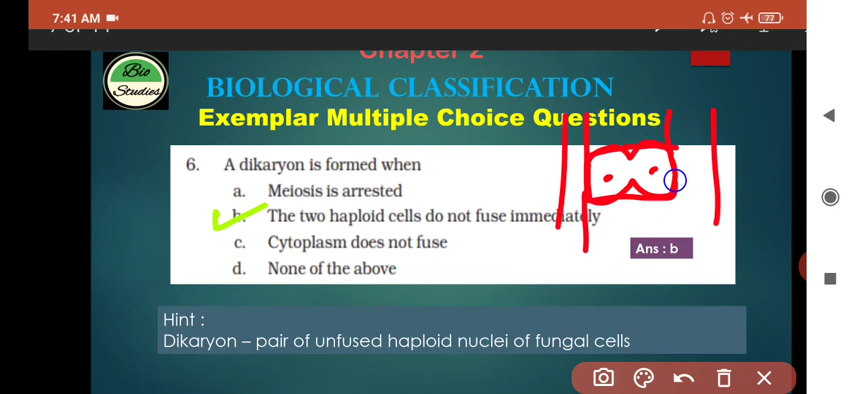 7:41 AM
77
Chapter 2
Bio
Studies
BIOLOGICAL CLASSIFICATION
Exemplar Multiple Choice Questions
6. A dikaryon is formed when
a. Meiosis is arrested
b. The two haploid cells do not fuse immediately
c. Cytoplasm does not fuse
Ans : b
d. None of the above
Hint :
Dikaryon – pair of unfused haploid nuclei of fungal cells